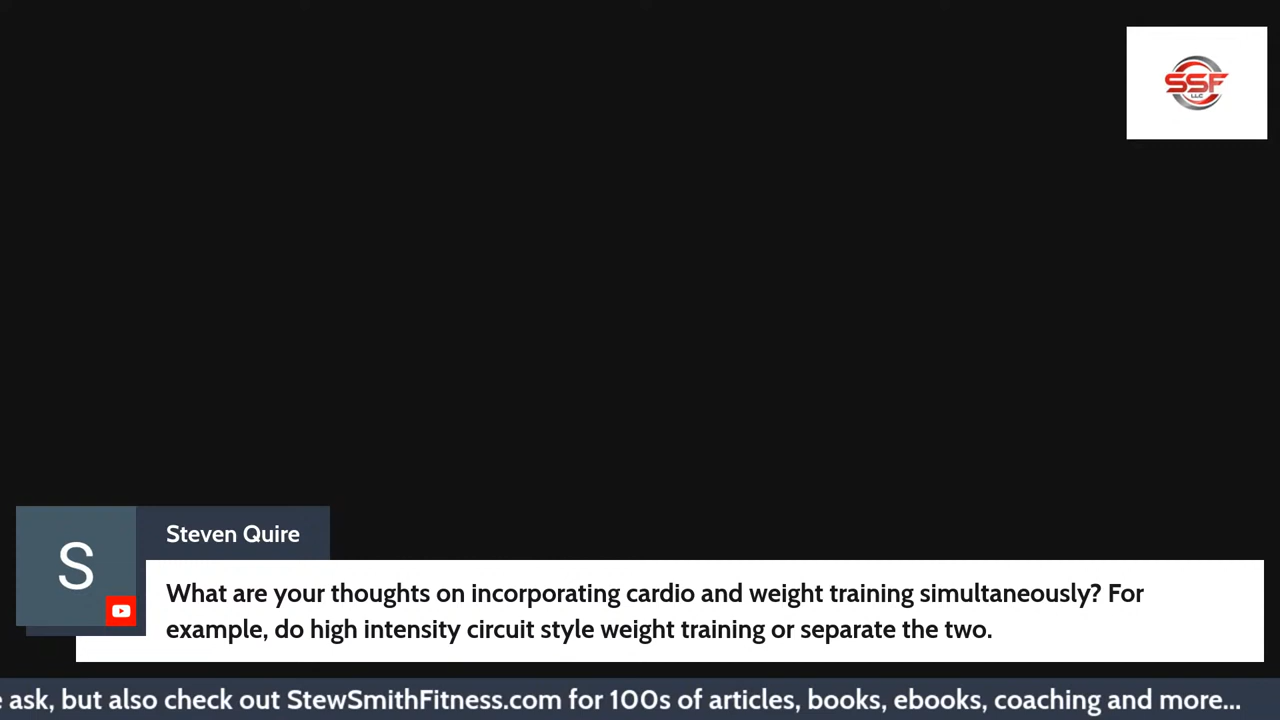 SSF
LLC
Steven Quire
S
What are your thoughts on incorporating cardio and weight training simultaneously? For
example, do high intensity circuit style weight training or separate the two.
ask, but also check out StewSmithFitness.com for 100s of articles, books, ebooks, coaching and more...